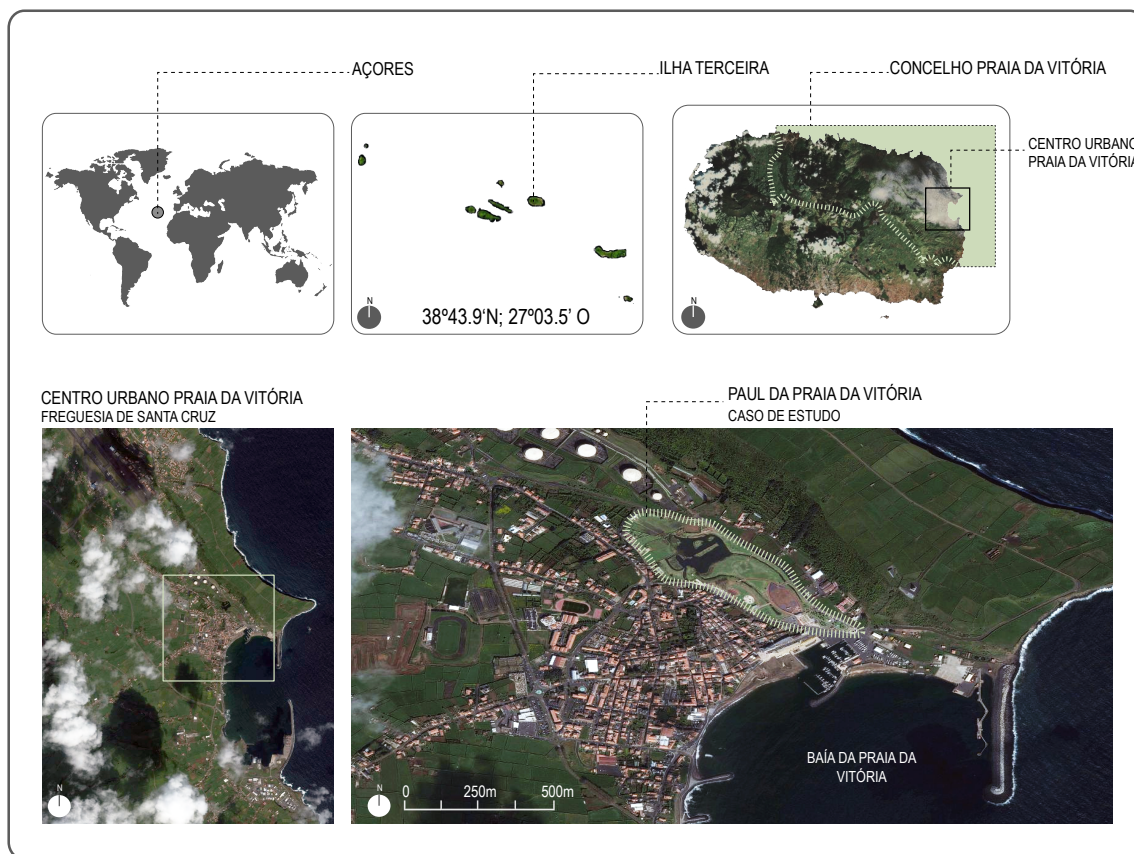 AÇORES
ILHA TERCEIRA
CONCELHO PRAIA DA VITÓRIA
CENTRO URBANO
PRAIA DA VITÓRIA
N
38º43.9‘N; 27º03.5’ O
N
CENTRO URBANO PRAIA DA VITÓRIA
FREGUESIA DE SANTA CRUZ
PAUL DA PRAIA DA VITÓRIA
CASO DE ESTUDO
BAÍA DA PRAIA DA
VITÓRIA
N
N
0 250m 500m